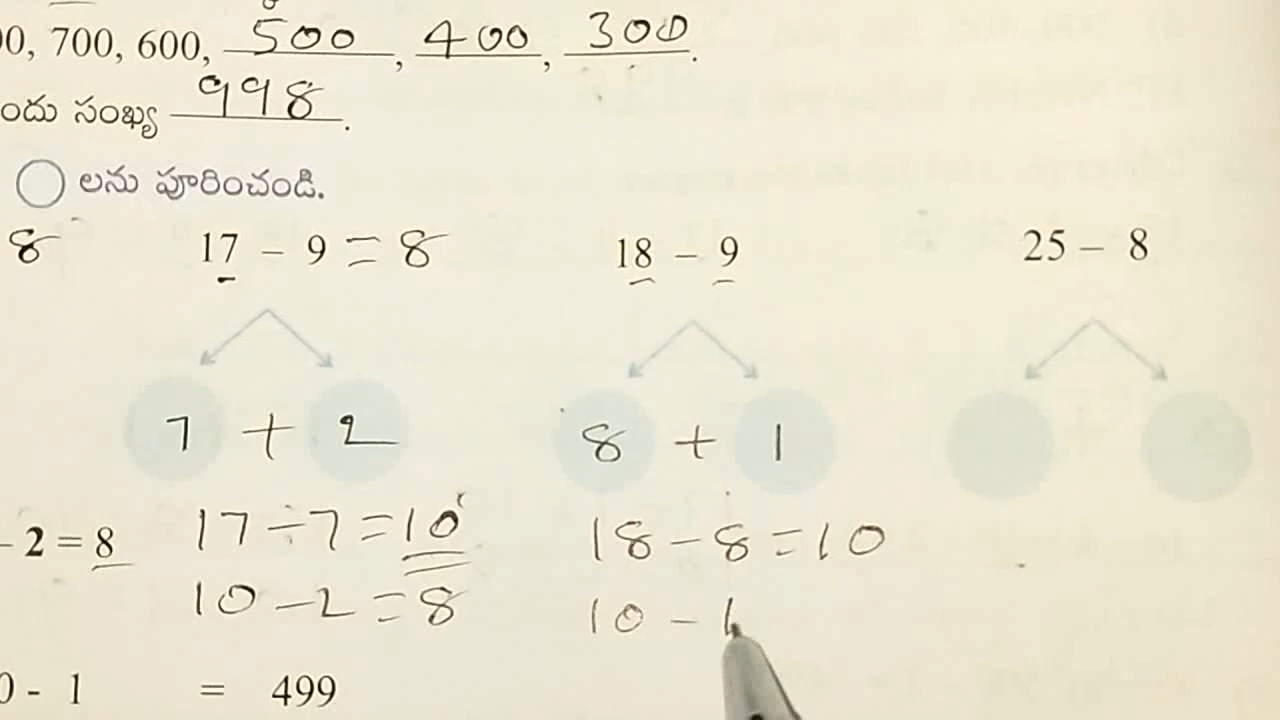 00, 700, 600, 500, 400, 300.
ందు సంఖ్య 998.
లను పూరించండి.
8 17 – 9 = 8 18 – 9 25 – 8
7 + 2 8 + 1
17 – 7 = 10 18 – 8 = 10
– 2 = 8
10 – 2 = 8 10 – 1
0 - 1 = 499